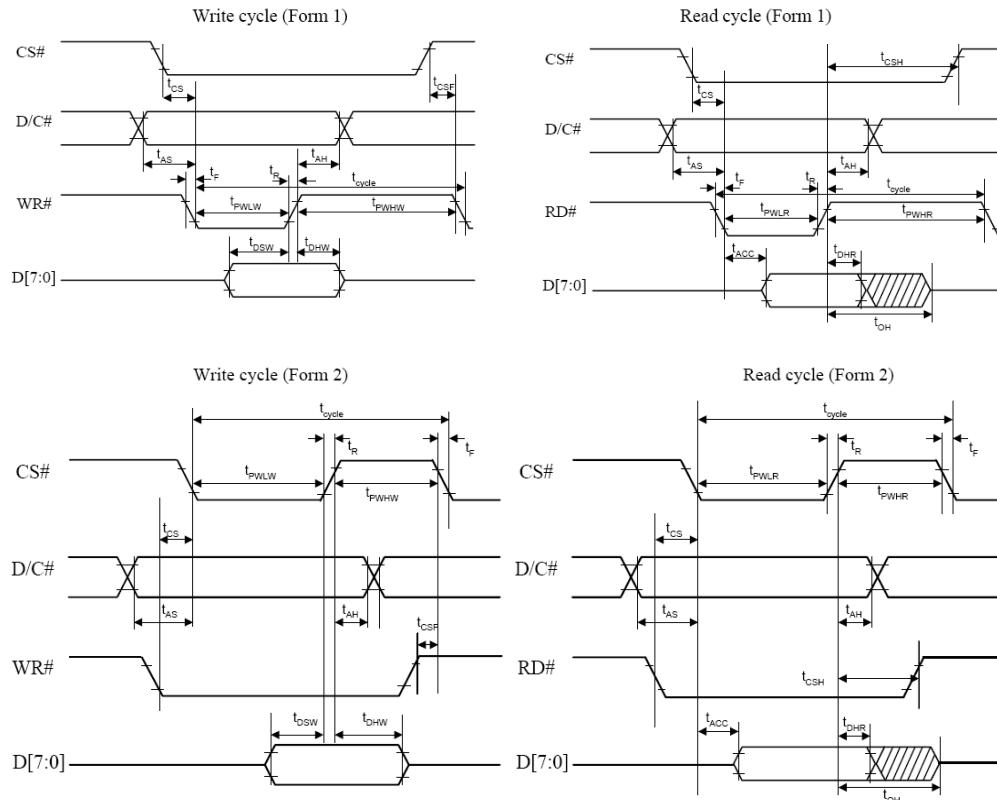 Write cycle (Form 1)
CS#
tCS
tCSF
D/C#
tAS
tAH
tF
tR
tcycle
WR#
tPWLW
tPWHW
tDSW
tDHW
D[7:0]
Read cycle (Form 1)
CS#
tCSH
tCS
D/C#
tAS
tAH
tF
tR
tcycle
RD#
tPWLR
tPWHR
tACC
tDHR
D[7:0]
tOH
Write cycle (Form 2)
tcycle
tR
tF
CS#
tPWLW
tPWHW
tCS
D/C#
tAS
tAH
tCSF
WR#
tDSW
tDHW
D[7:0]
Read cycle (Form 2)
tcycle
tR
tF
CS#
tPWLR
tPWHR
tCS
D/C#
tAS
tAH
RD#
tCSH
tACC
tDHR
D[7:0]
tOH